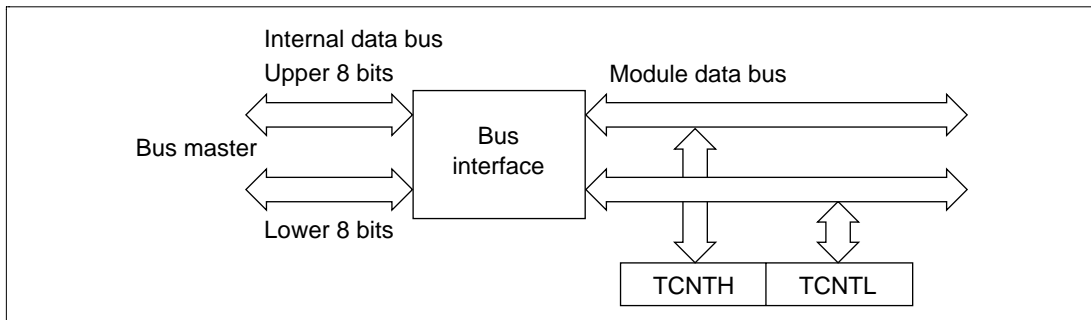 Internal data bus
Upper 8 bits
Module data bus
Bus
interface
Bus master
Lower 8 bits
TCNTH
TCNTL